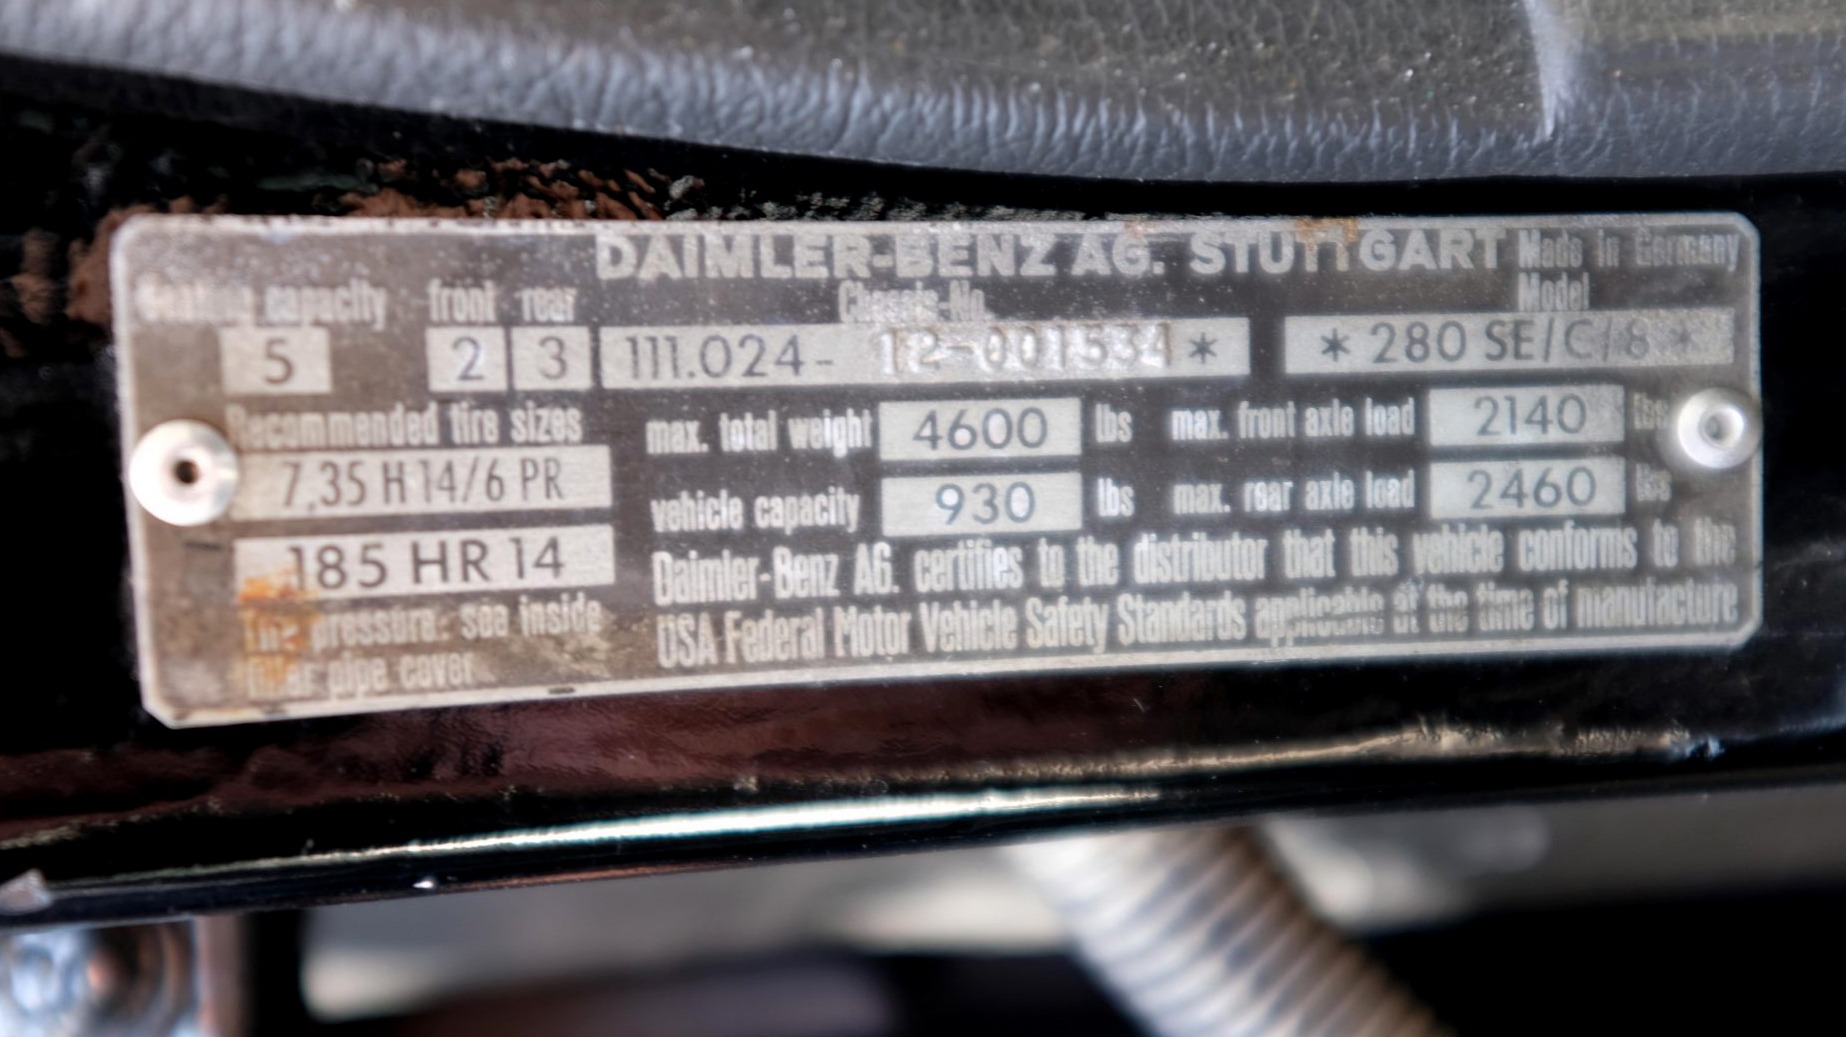 DAIMLER-BENZ AG. STUTTGART Made in Germany
Seating capacity front rear Chassis-No. Model
5 2 3 111.024- 12-001534 * * 280 SE/C/8 *
Recommended tire sizes max. total weight 4600 lbs max. front axle load 2140 lbs
7,35 H 14/6 PR vehicle capacity 930 lbs max. rear axle load 2460 lbs
185 HR 14 Daimler-Benz AG. certifies to the distributor that this vehicle conforms to the
Tire pressure: see inside USA Federal Motor Vehicle Safety Standards applicable at the time of manufacture
filler pipe cover